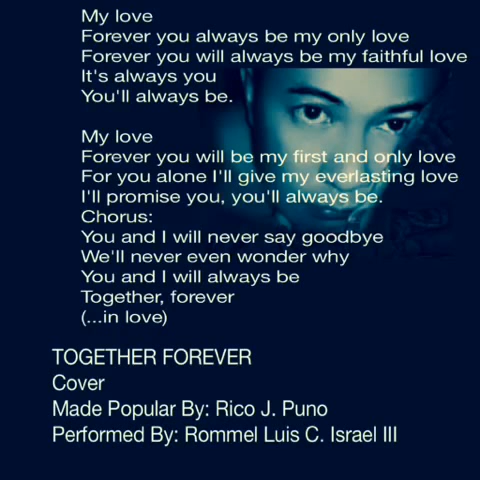 My love
Forever you always be my only love
Forever you will always be my faithful love
It's always you
You'll always be.
My love
Forever you will be my first and only love
For you alone I'll give my everlasting love
I'll promise you, you'll always be.
Chorus:
You and I will never say goodbye
We'll never even wonder why
You and I will always be
Together, forever
(...in love)
TOGETHER FOREVER
Cover
Made Popular By: Rico J. Puno
Performed By: Rommel Luis C. Israel III